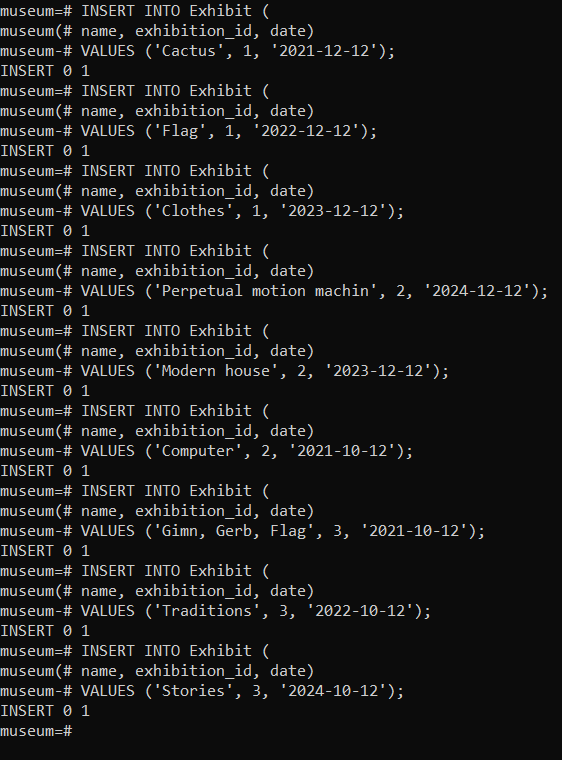 museum=# INSERT INTO Exhibit (
museum(# name, exhibition_id, date)
museum-# VALUES ('Cactus', 1, '2021-12-12');
INSERT 0 1
museum=# INSERT INTO Exhibit (
museum(# name, exhibition_id, date)
museum-# VALUES ('Flag', 1, '2022-12-12');
INSERT 0 1
museum=# INSERT INTO Exhibit (
museum(# name, exhibition_id, date)
museum-# VALUES ('Clothes', 1, '2023-12-12');
INSERT 0 1
museum=# INSERT INTO Exhibit (
museum(# name, exhibition_id, date)
museum-# VALUES ('Perpetual motion machin', 2, '2024-12-12');
INSERT 0 1
museum=# INSERT INTO Exhibit (
museum(# name, exhibition_id, date)
museum-# VALUES ('Modern house', 2, '2023-12-12');
INSERT 0 1
museum=# INSERT INTO Exhibit (
museum(# name, exhibition_id, date)
museum-# VALUES ('Computer', 2, '2021-10-12');
INSERT 0 1
museum=# INSERT INTO Exhibit (
museum(# name, exhibition_id, date)
museum-# VALUES ('Gimn, Gerb, Flag', 3, '2021-10-12');
INSERT 0 1
museum=# INSERT INTO Exhibit (
museum(# name, exhibition_id, date)
museum-# VALUES ('Traditions', 3, '2022-10-12');
INSERT 0 1
museum=# INSERT INTO Exhibit (
museum(# name, exhibition_id, date)
museum-# VALUES ('Stories', 3, '2024-10-12');
INSERT 0 1
museum=#